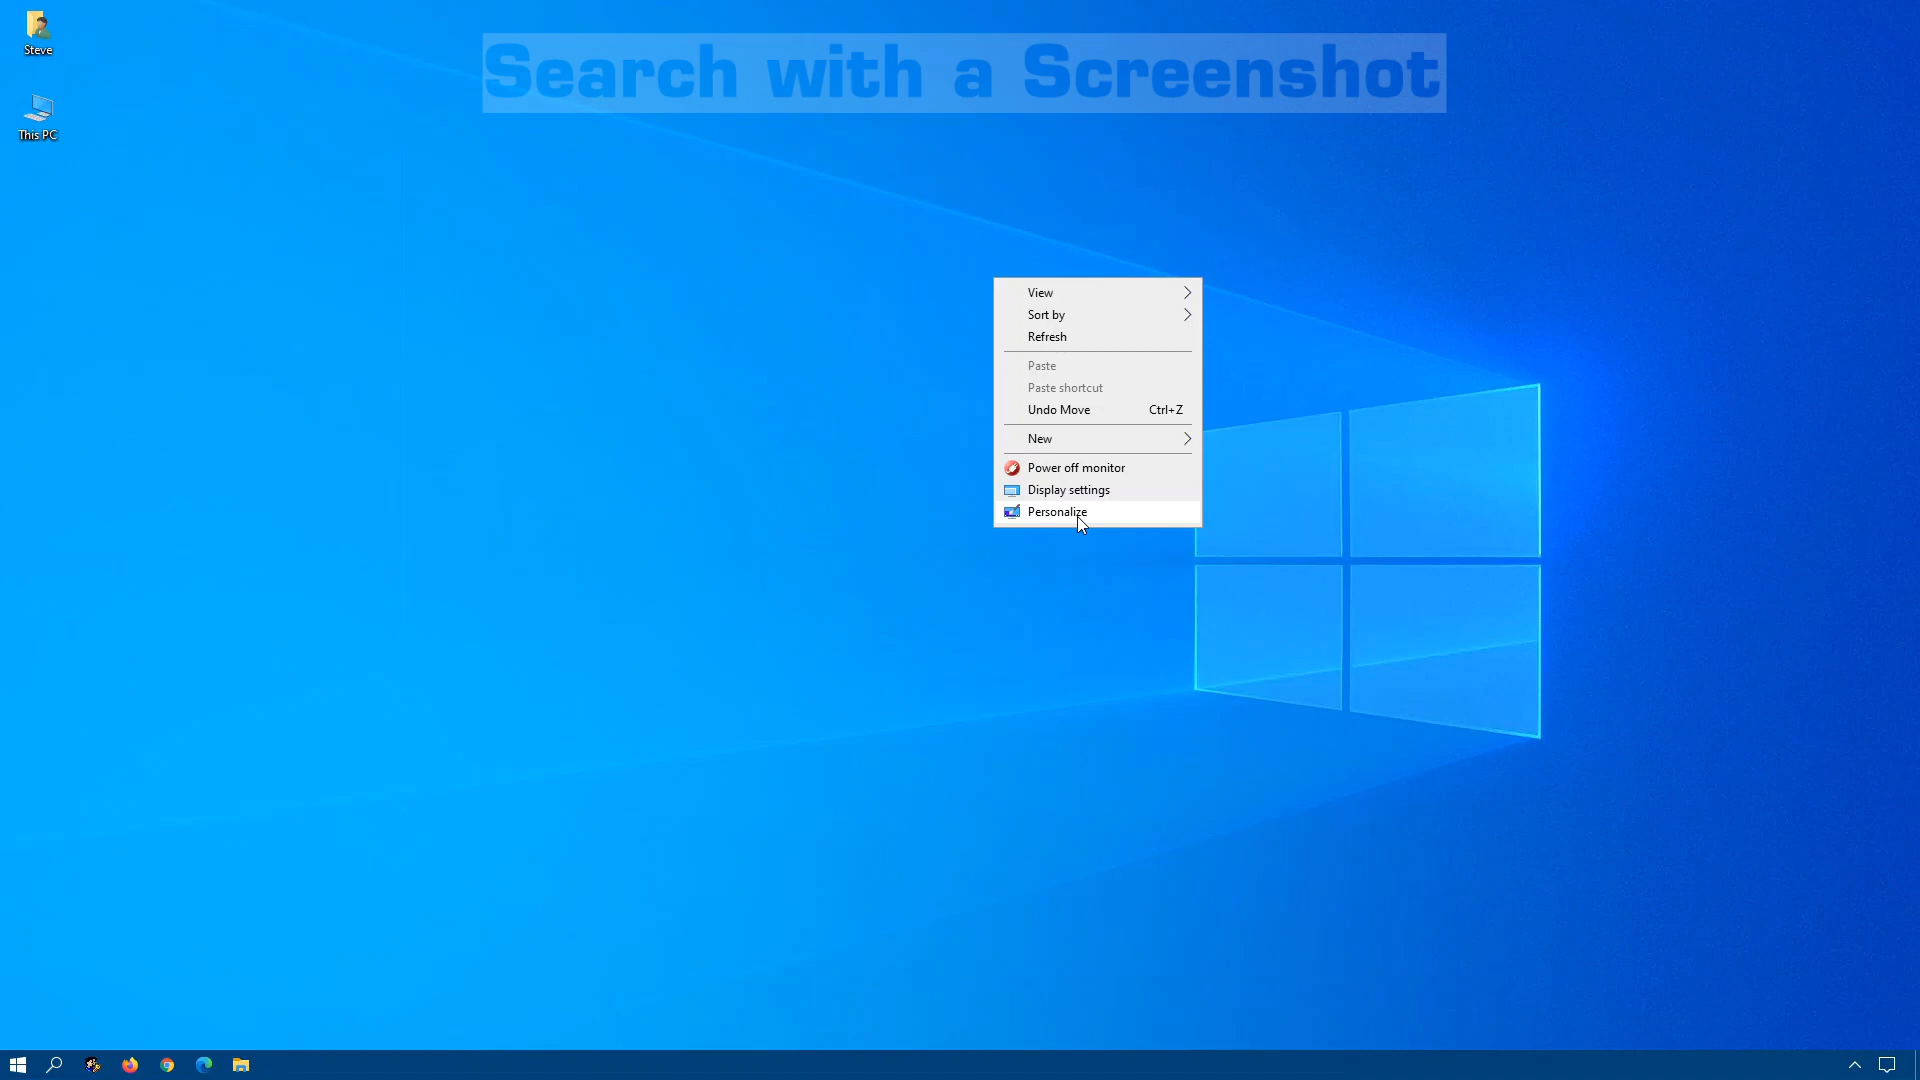 Search with a Screenshot
Steve
This PC
View
Sort by
Refresh
Paste
Paste shortcut
Undo Move Ctrl+Z
New
Power off monitor
Display settings
Personalize